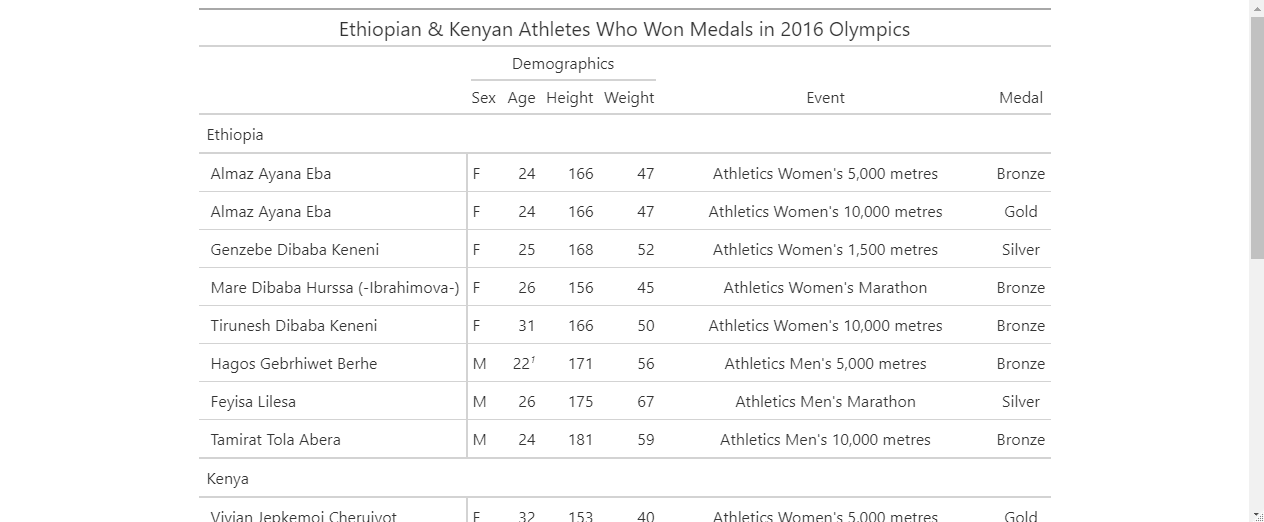 Ethiopian & Kenyan Athletes Who Won Medals in 2016 Olympics
Demographics
Sex Age Height Weight Event Medal
Ethiopia
Almaz Ayana Eba F 24 166 47 Athletics Women's 5,000 metres Bronze
Almaz Ayana Eba F 24 166 47 Athletics Women's 10,000 metres Gold
Genzebe Dibaba Keneni F 25 168 52 Athletics Women's 1,500 metres Silver
Mare Dibaba Hurssa (-Ibrahimova-) F 26 156 45 Athletics Women's Marathon Bronze
Tirunesh Dibaba Keneni F 31 166 50 Athletics Women's 10,000 metres Bronze
Hagos Gebrhiwet Berhe M 22¹ 171 56 Athletics Men's 5,000 metres Bronze
Feyisa Lilesa M 26 175 67 Athletics Men's Marathon Silver
Tamirat Tola Abera M 24 181 59 Athletics Men's 10,000 metres Bronze
Kenya
Vivian Jepkemoi Cheruiyot F 32 153 40 Athletics Women's 5,000 metres Gold